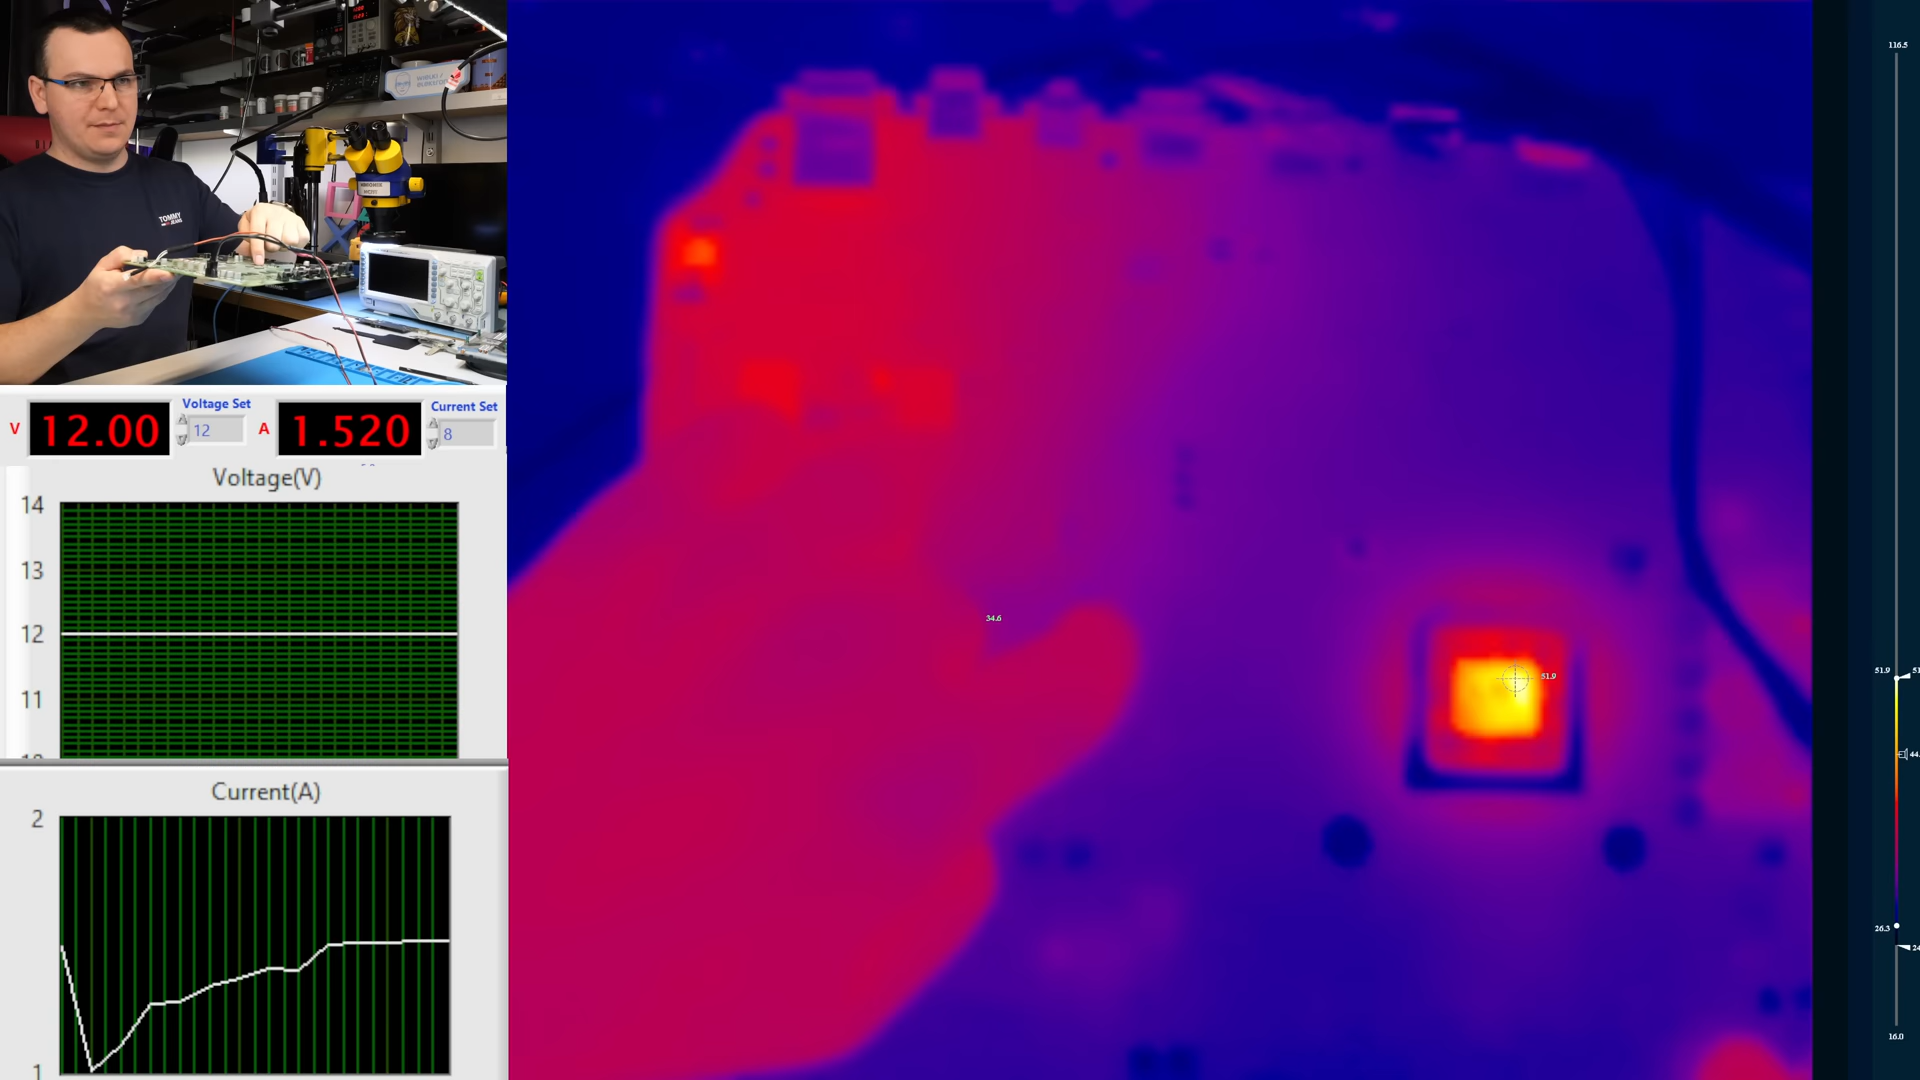 TOMMY
JEANS
V
12.00
Voltage Set
12
A
1.520
Current Set
8
Voltage(V)
14
13
12
11
Current(A)
2
1
34.6
51.9
116.5
51.9
26.3
16.0